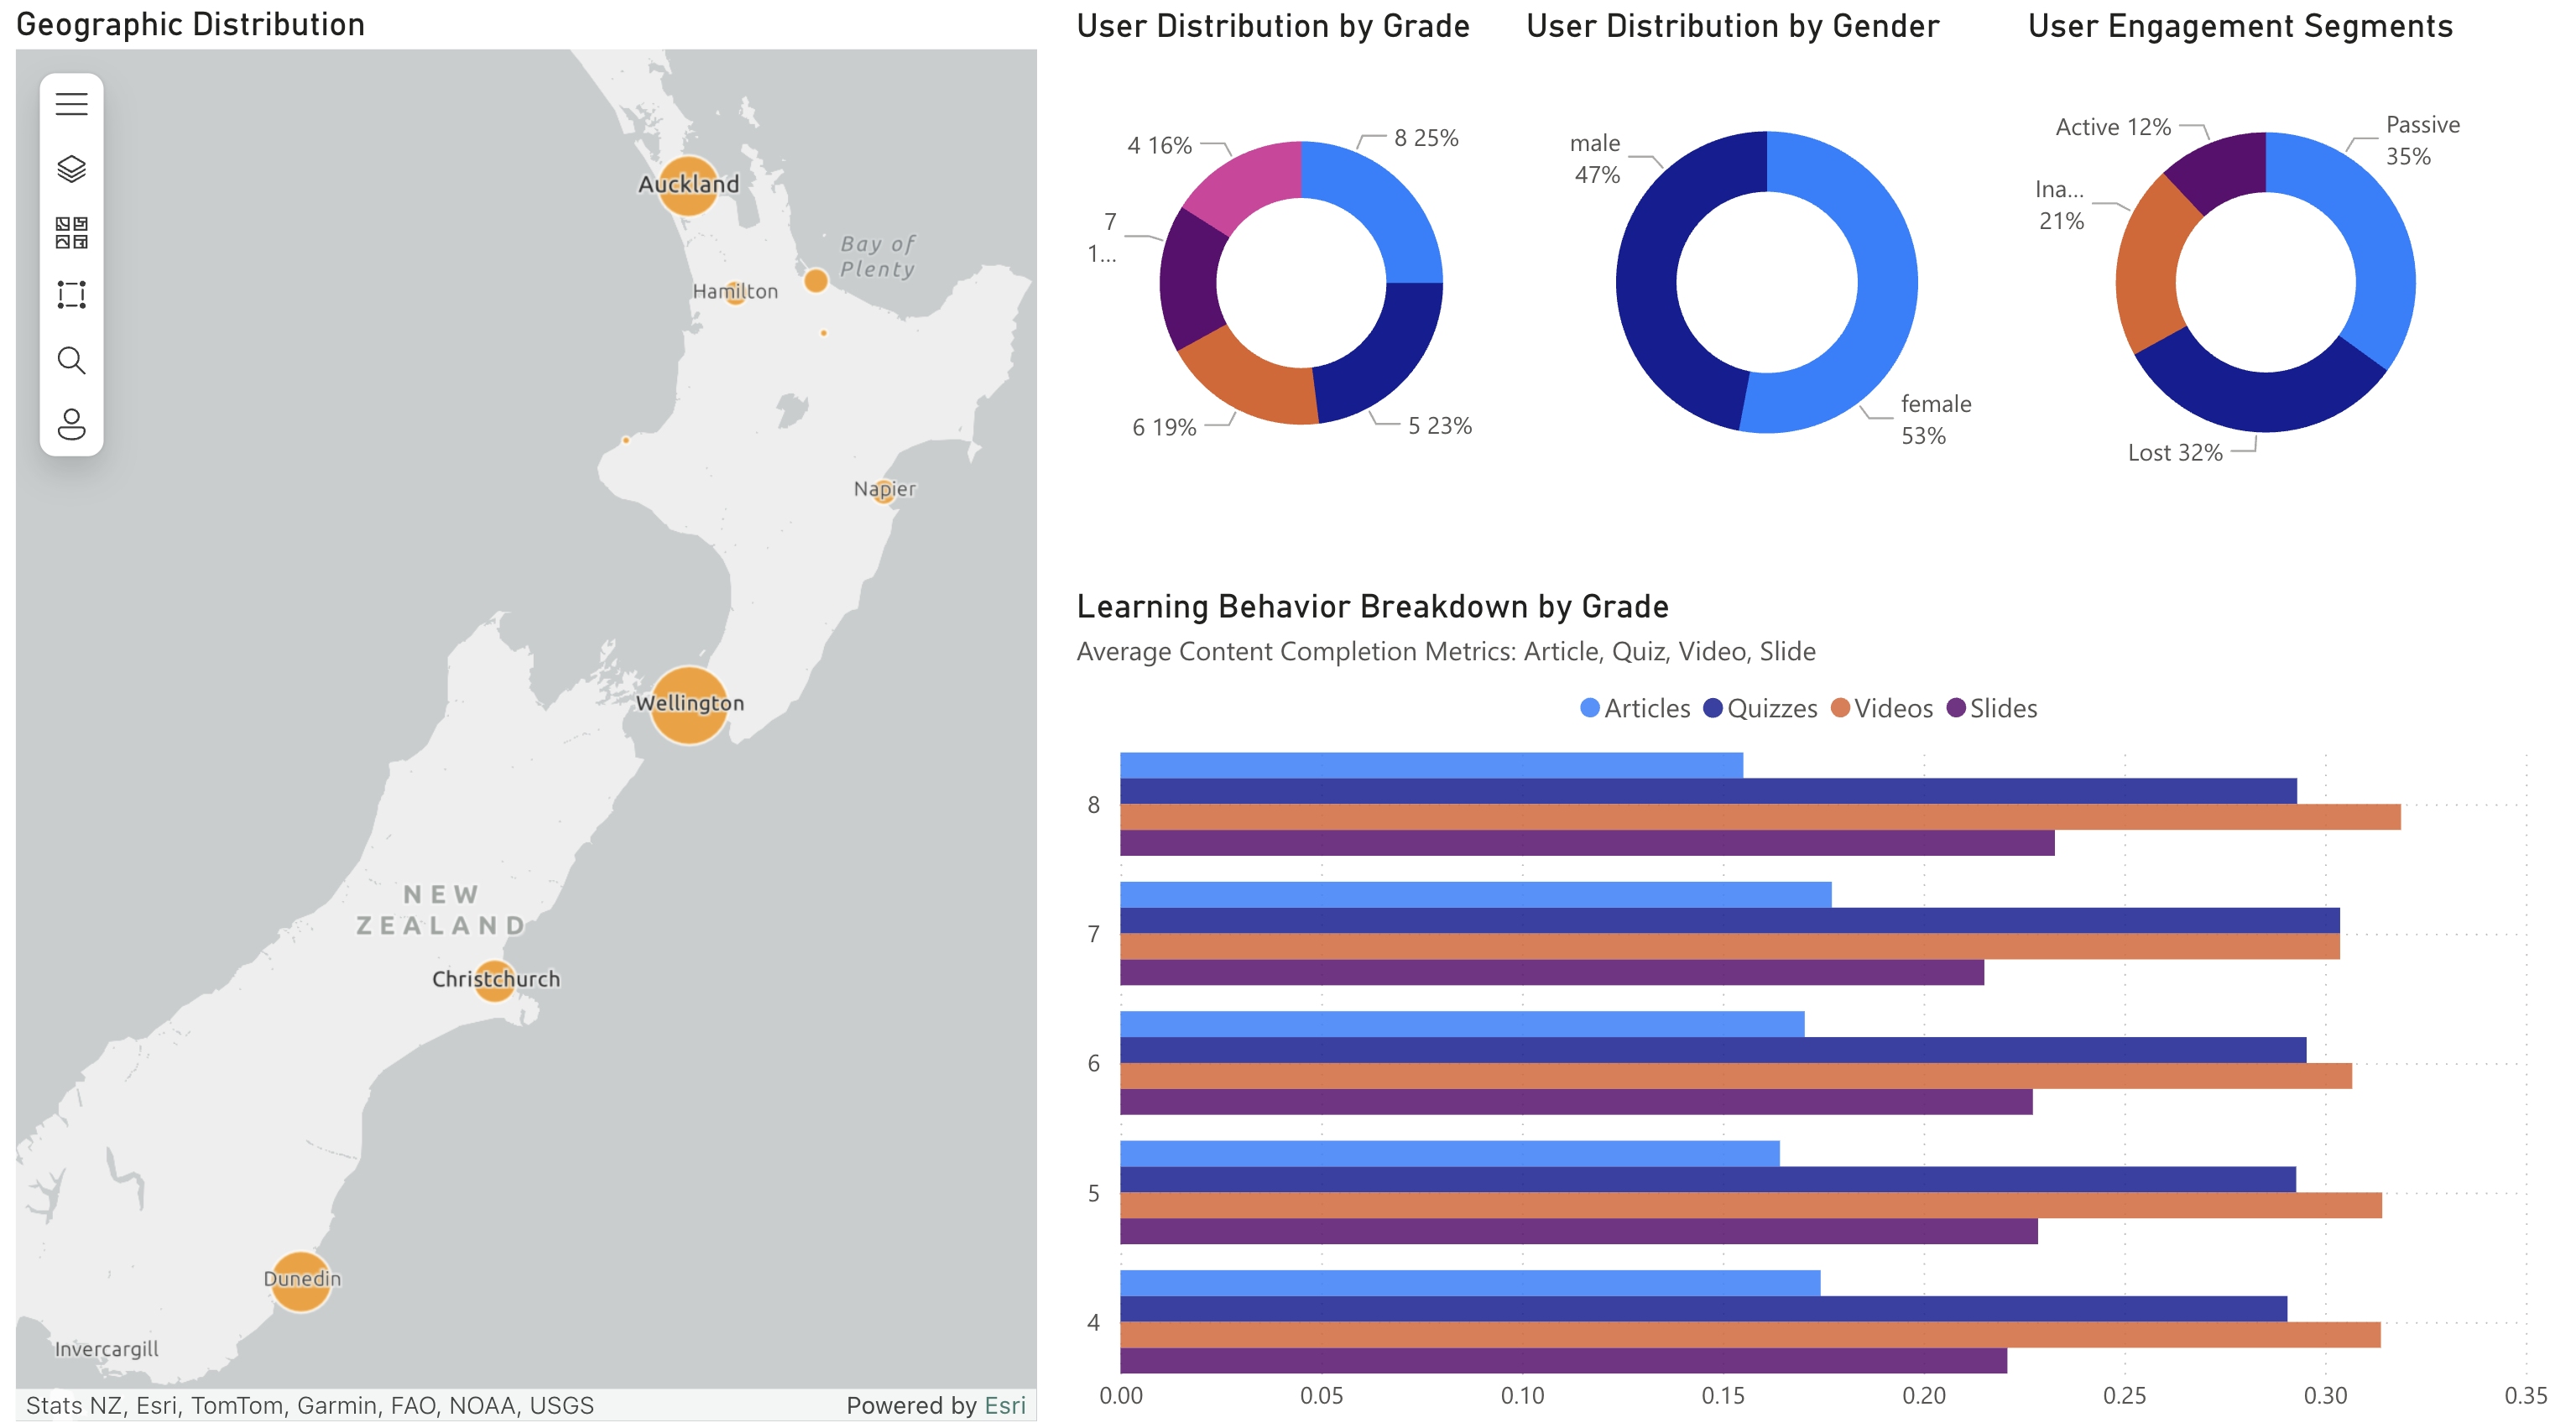 Geographic Distribution
Auckland
Bay of
Plenty
Hamilton
Napier
Wellington
NEW
ZEALAND
Christchurch
Dunedin
Invercargill
Stats NZ, Esri, TomTom, Garmin, FAO, NOAA, USGS
Powered by Esri
User Distribution by Grade
4 16%
8 25%
7
1...
6 19%
5 23%
User Distribution by Gender
male
47%
female
53%
User Engagement Segments
Active 12%
Passive
35%
Ina...
21%
Lost 32%
Learning Behavior Breakdown by Grade
Average Content Completion Metrics: Article, Quiz, Video, Slide
Articles Quizzes Videos Slides
8
7
6
5
4
0.00 0.05 0.10 0.15 0.20 0.25 0.30 0.35